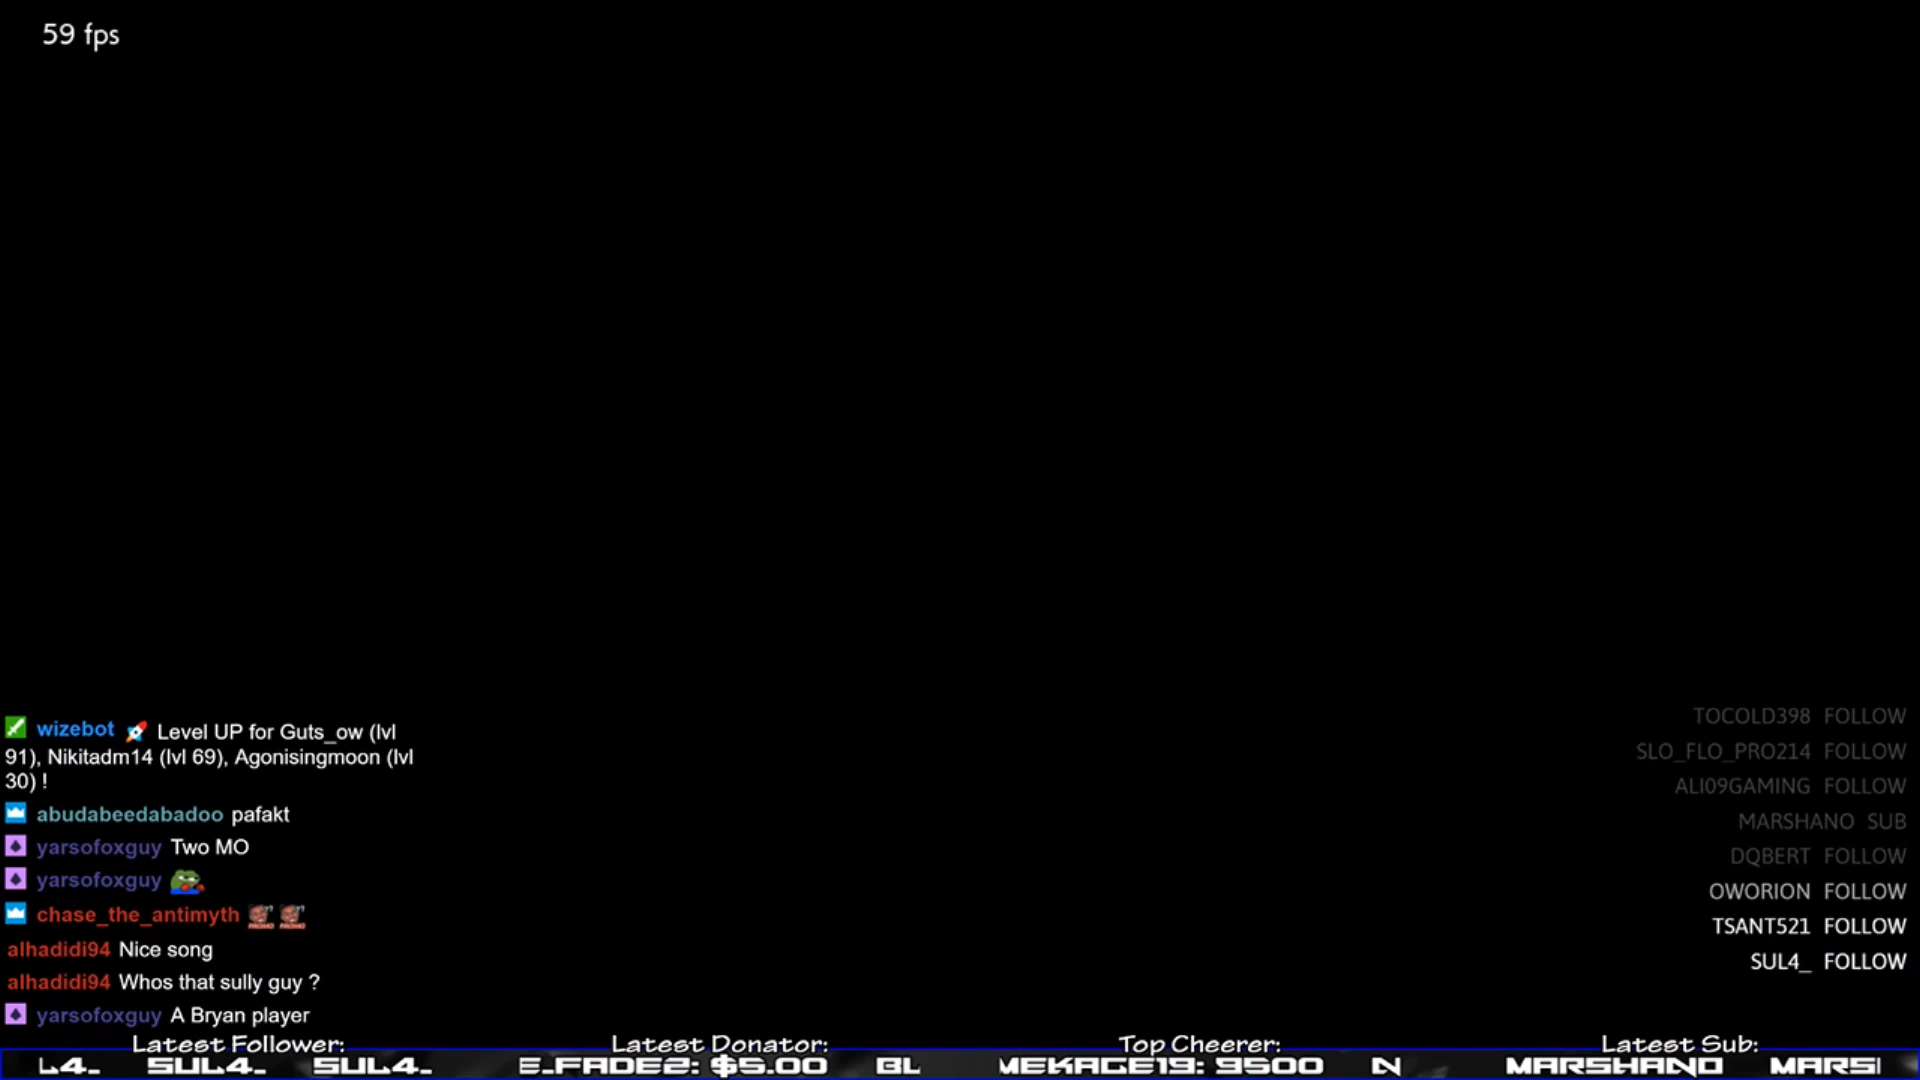 59 fps
wizebot Level UP for Guts_ow (lvl
91), Nikitadm14 (lvl 69), Agonisingmoon (lvl
30) !
abudabeedabadoo pafakt
yarsofoxguy Two MO
yarsofoxguy
chase_the_antimyth
alhadidi94 Nice song
alhadidi94 Whos that sully guy ?
yarsofoxguy A Bryan player
TOCOLD398 FOLLOW
SLO_FLO_PRO214 FOLLOW
ALI09GAMING FOLLOW
MARSHANO SUB
DQBERT FOLLOW
OWORION FOLLOW
TSANT521 FOLLOW
SUL4_ FOLLOW
Latest Follower: Latest Donator: Top Cheerer: Latest Sub:
L4_ SUL4_ SUL4_ E_FADE2: $5.00 BL MEKAGE19: 9500 N MARSHANO MARS